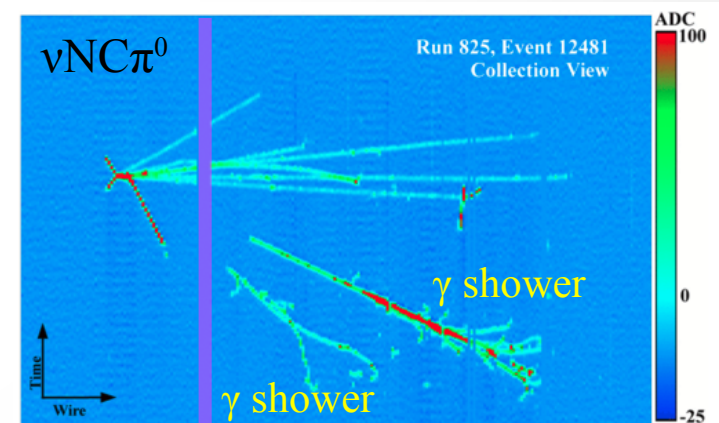 νNCπ⁰
Run 825, Event 12481
Collection View
ADC
100
0
-25
γ shower
γ shower
Time
Wire